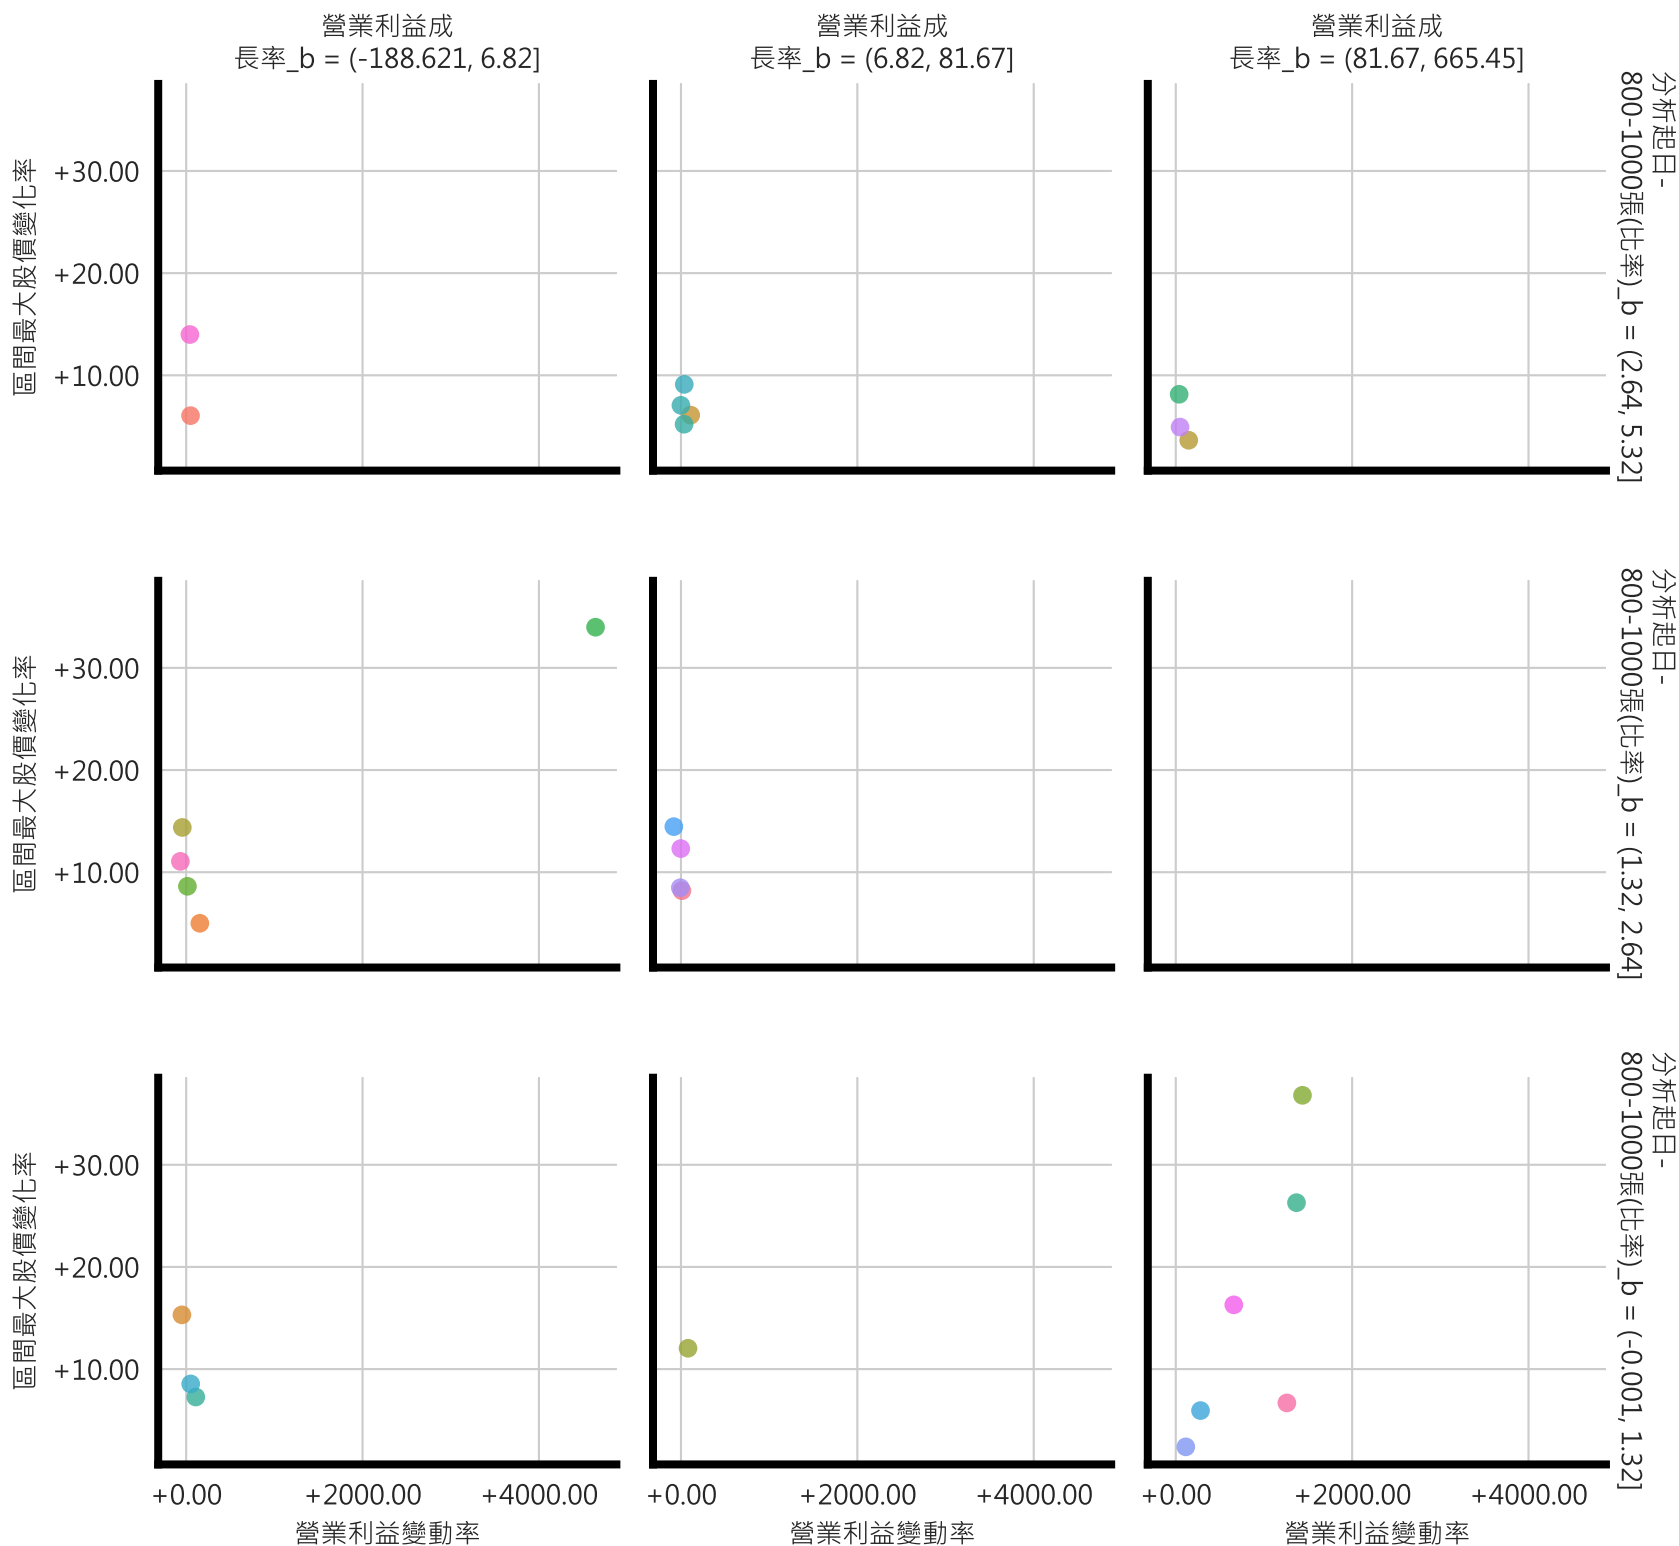 營業利益成
長率_b = (-188.621, 6.82]
營業利益成
長率_b = (6.82, 81.67]
營業利益成
長率_b = (81.67, 665.45]
分析起日-
800-1000張(比率)_b = (2.64, 5.32]
區間最大股價變化率
+30.00
+20.00
+10.00
分析起日-
800-1000張(比率)_b = (1.32, 2.64]
區間最大股價變化率
+30.00
+20.00
+10.00
分析起日-
800-1000張(比率)_b = (-0.001, 1.32]
區間最大股價變化率
+30.00
+20.00
+10.00
+0.00 +2000.00 +4000.00
+0.00 +2000.00 +4000.00
+0.00 +2000.00 +4000.00
營業利益變動率
營業利益變動率
營業利益變動率